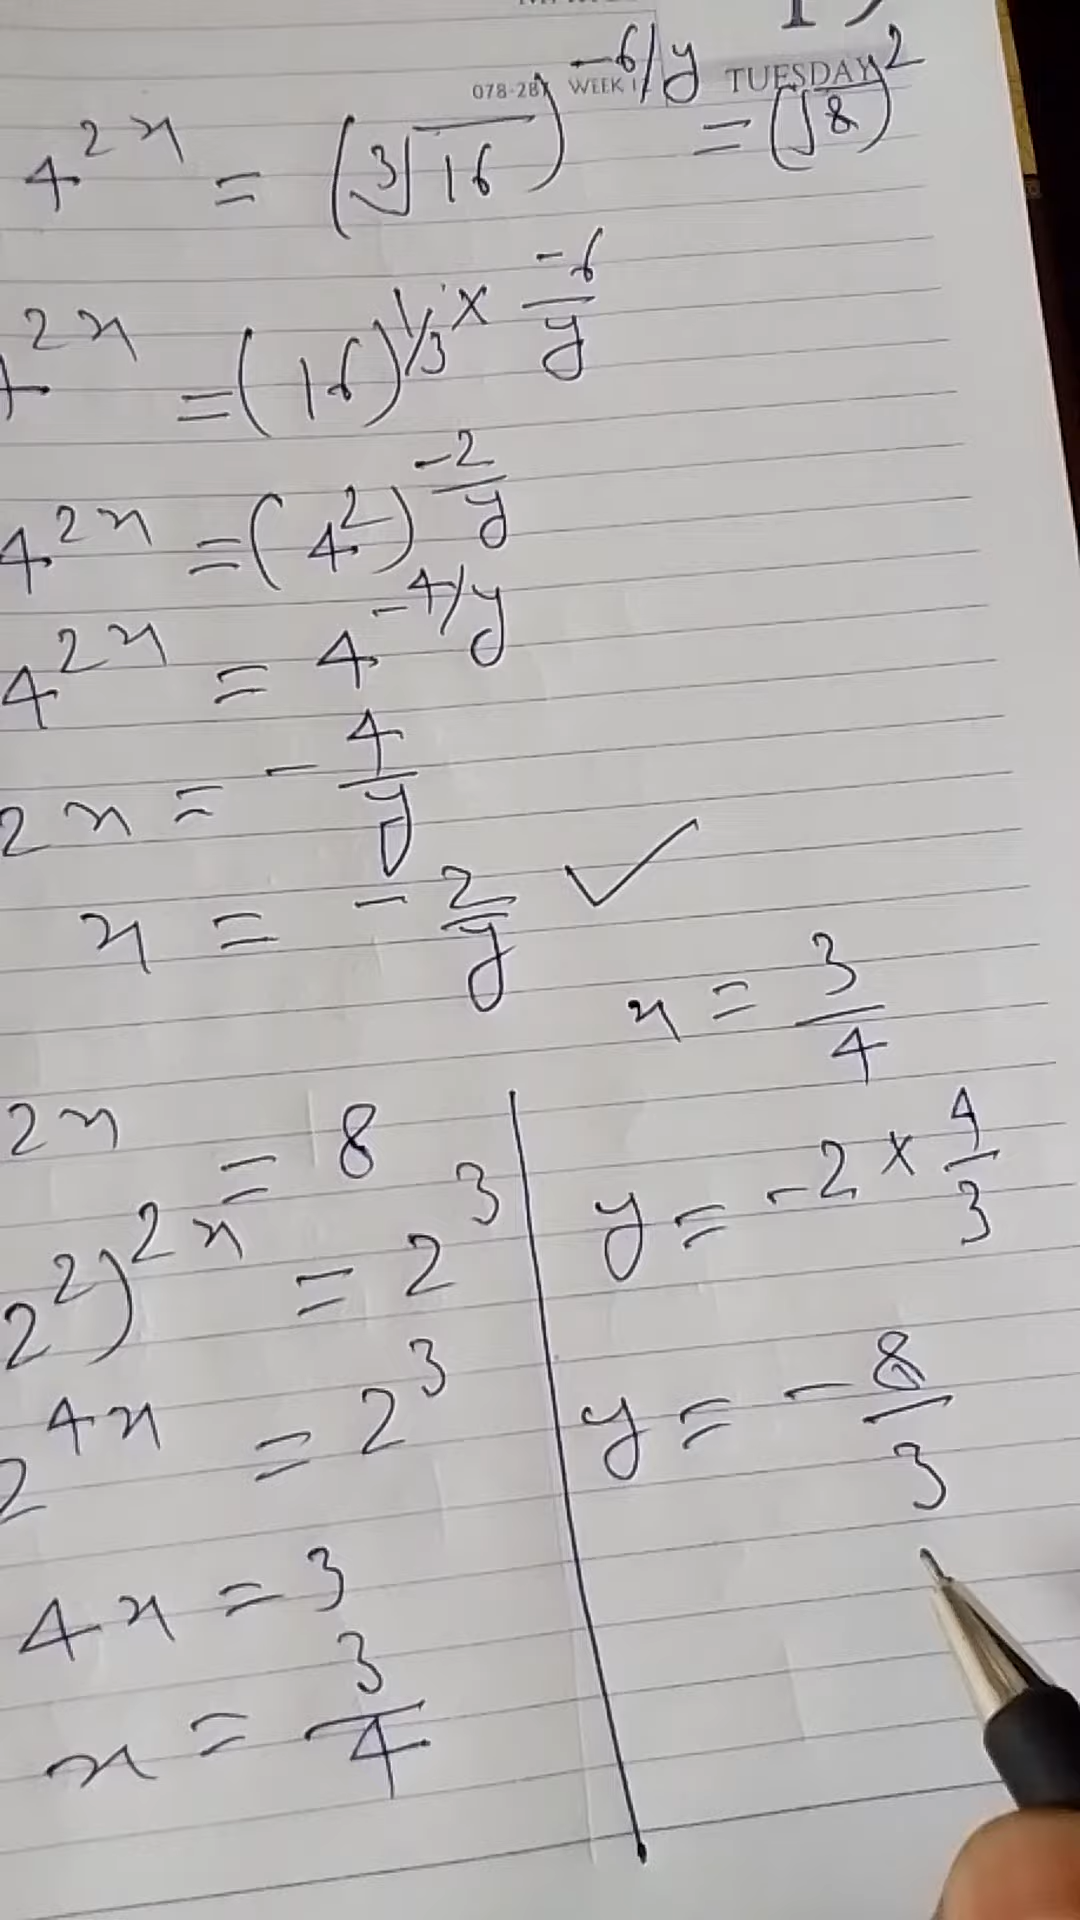 078-287 WEEK 1 TUESDAY
4^{2x} = (∛16)^{-6/y} = (√8)^2
^{2x} = (16)^{1/3 × -6/y}
4^{2x} = (4^2)^{-2/y}
4^{2x} = 4^{-4/y}
2x = -4/y
x = -2/y ✓
^{2x} = 8
2^2)^{2x} = 2^3
2^{4x} = 2^3
4x = 3
x = 3/4
x = 3/4
y = -2 × 4/3
y = -8/3